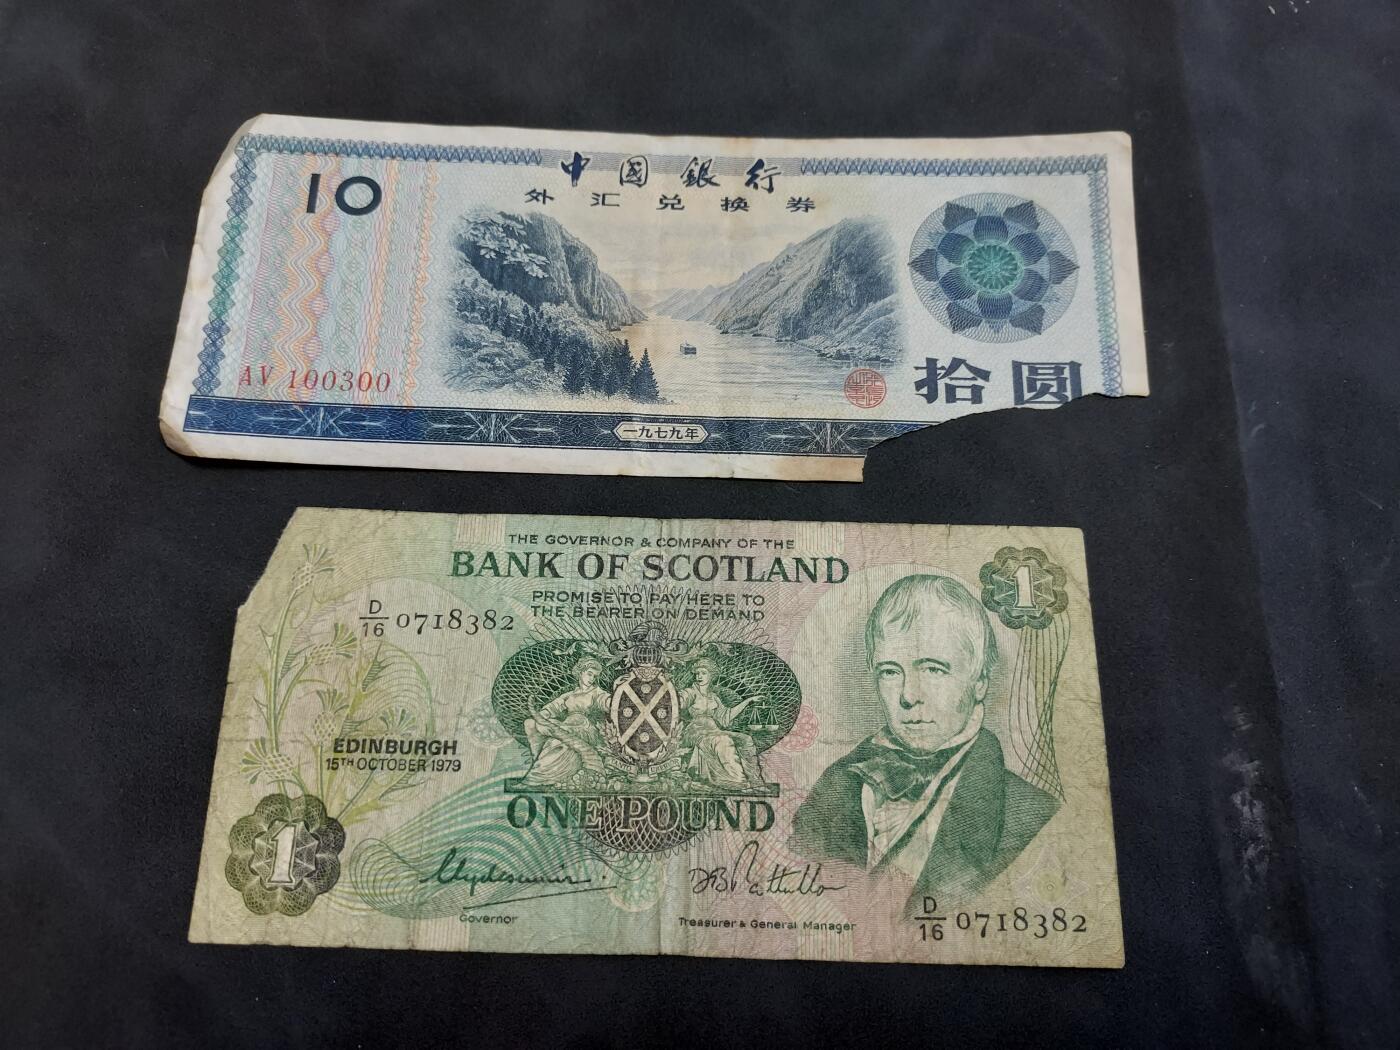 10
中國銀行
外汇兑换券
AV 100300
拾圆
一九七九年
THE GOVERNOR & COMPANY OF THE
BANK OF SCOTLAND
PROMISE TO PAY HERE TO
THE BEARER ON DEMAND
1
D/16 0718382
EDINBURGH
15TH OCTOBER 1979
ONE POUND
1
Clydesmuir
D B Pattullo
Governor
Treasurer & General Manager
D/16 0718382